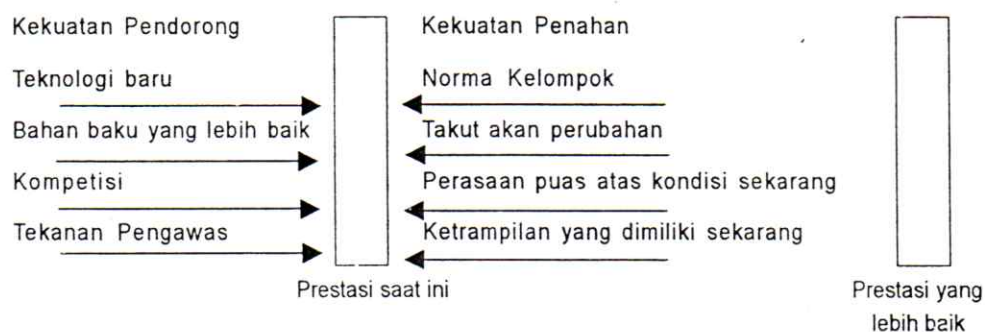 Kekuatan Pendorong
Teknologi baru
Bahan baku yang lebih baik
Kompetisi
Tekanan Pengawas
Kekuatan Penahan
Norma Kelompok
Takut akan perubahan
Perasaan puas atas kondisi sekarang
Ketrampilan yang dimiliki sekarang
Prestasi saat ini
Prestasi yang
lebih baik